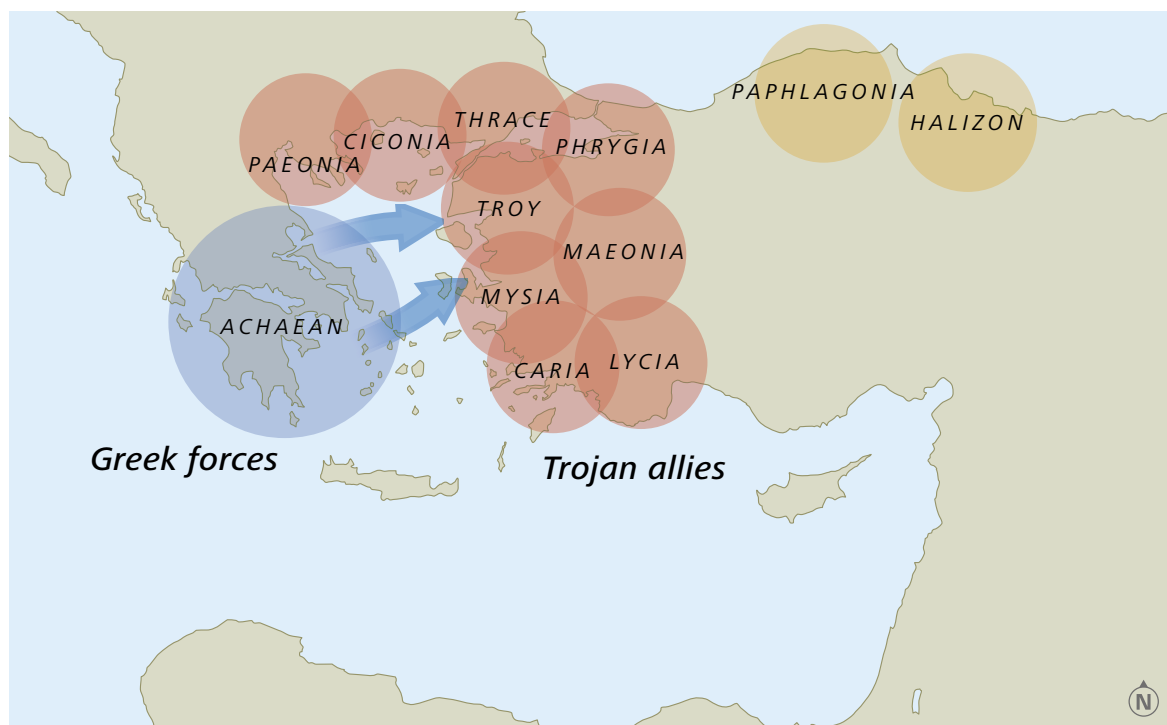 PAPHLAGONIA
HALIZON
THRACE
CICONIA
PHRYGIA
PAEONIA
TROY
MAEONIA
MYSIA
ACHAEAN
CARIA
LYCIA
Greek forces
Trojan allies
N